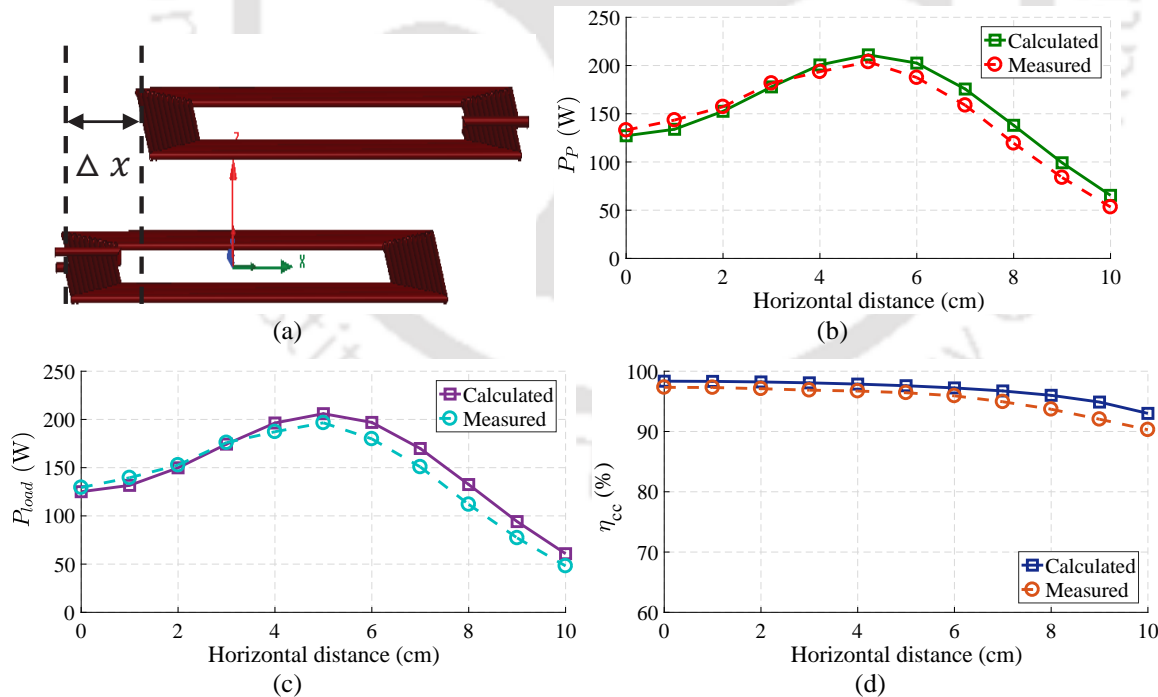 Δ x
z
X
(a)
250
200
150
100
50
0
P_P (W)
Calculated
Measured
0 2 4 6 8 10
Horizontal distance (cm)
(b)
250
200
150
100
50
0
P_load (W)
Calculated
Measured
0 2 4 6 8 10
Horizontal distance (cm)
(c)
100
90
80
70
60
η_cc (%)
Calculated
Measured
0 2 4 6 8 10
Horizontal distance (cm)
(d)